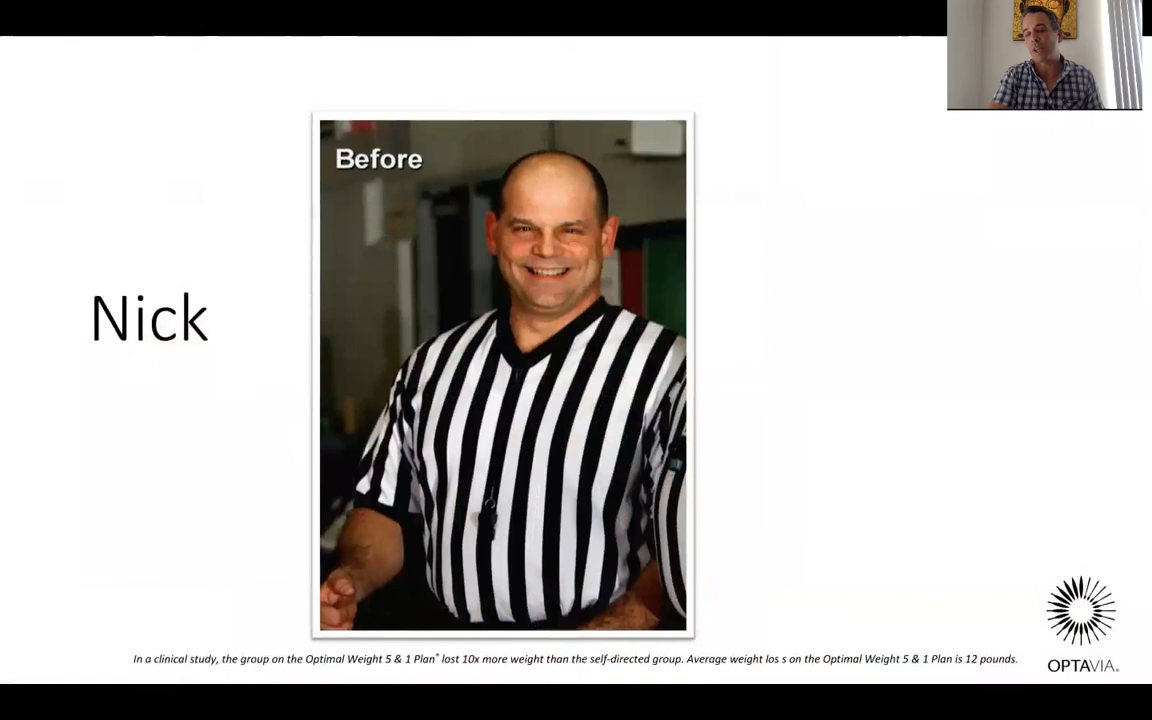 Before
Nick
In a clinical study, the group on the Optimal Weight 5 & 1 Plan® lost 10x more weight than the self-directed group. Average weight los s on the Optimal Weight 5 & 1 Plan is 12 pounds.
OPTAVIA®